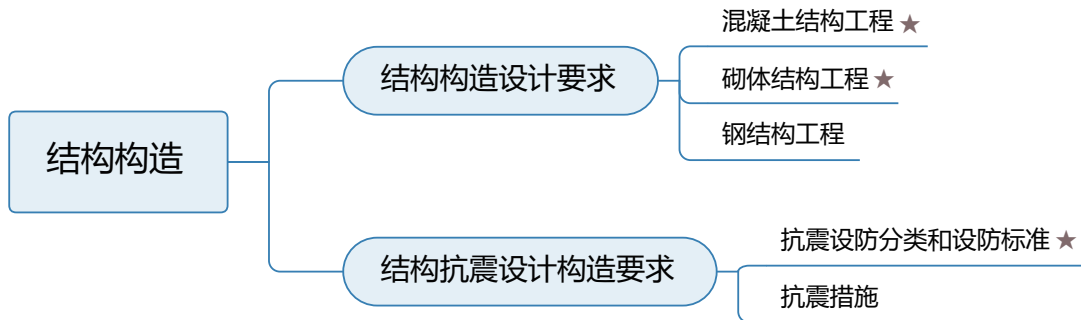 结构构造
结构构造设计要求
混凝土结构工程★
砌体结构工程★
钢结构工程
结构抗震设计构造要求
抗震设防分类和设防标准★
抗震措施